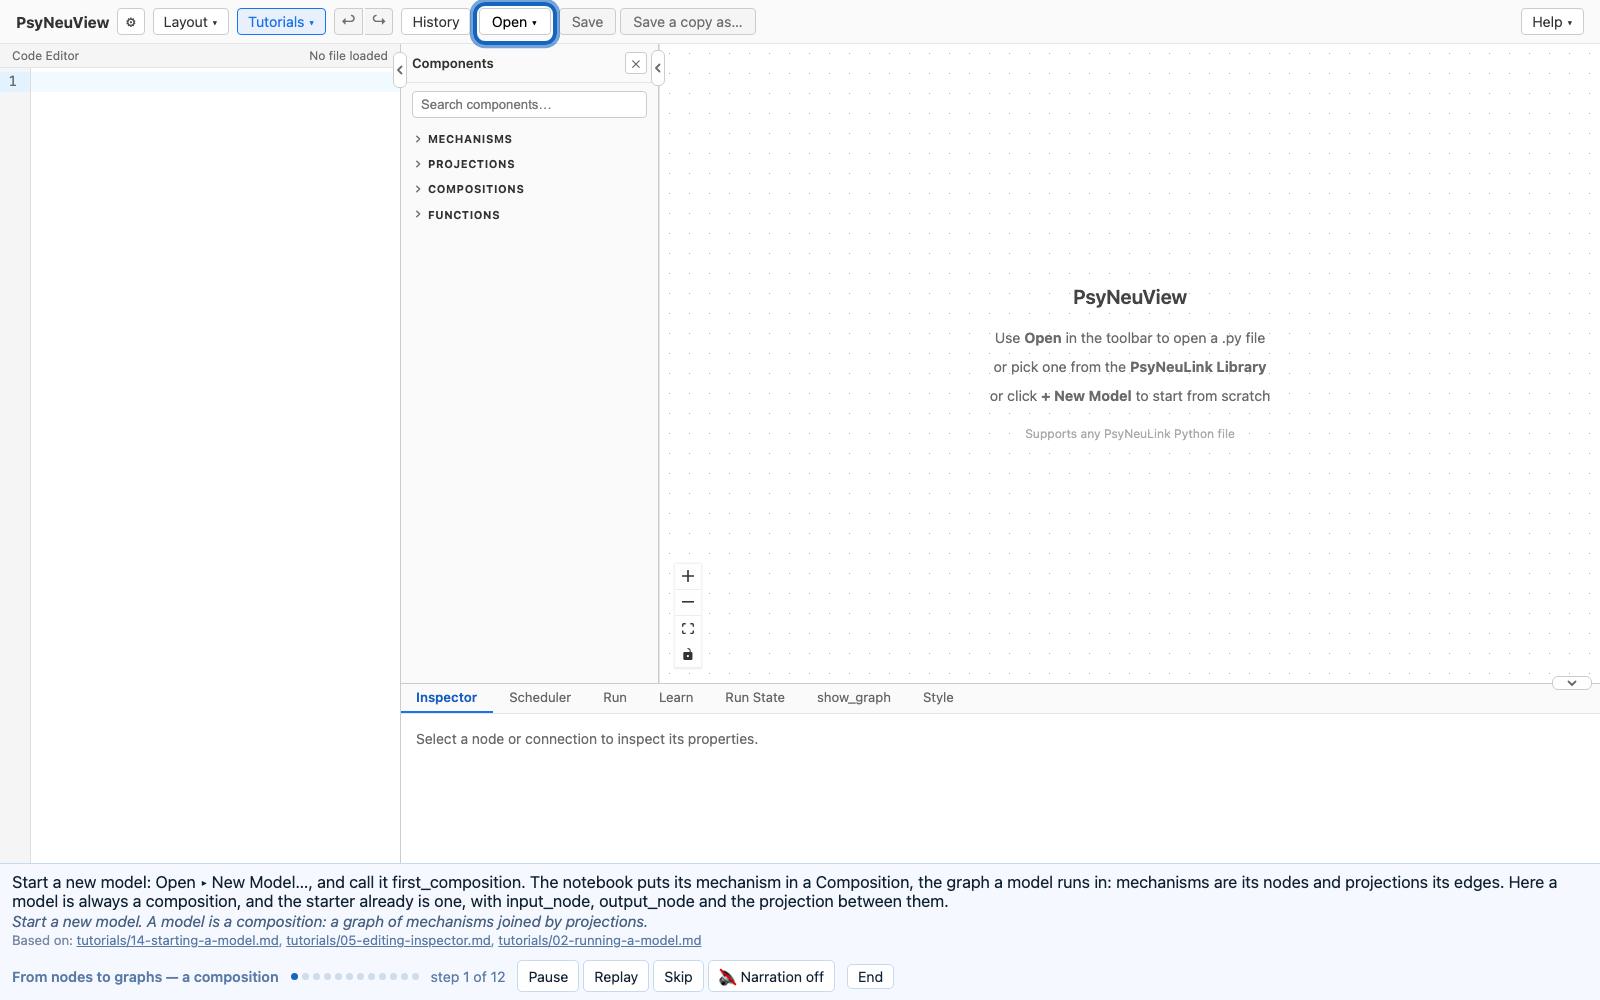 PsyNeuView
Layout
Tutorials
History
Open
Save
Save a copy as...
Help
Code Editor
No file loaded
1
Components
Search components...
MECHANISMS
PROJECTIONS
COMPOSITIONS
FUNCTIONS
PsyNeuView
Use Open in the toolbar to open a .py file
or pick one from the PsyNeuLink Library
or click + New Model to start from scratch
Supports any PsyNeuLink Python file
Inspector
Scheduler
Run
Learn
Run State
show_graph
Style
Select a node or connection to inspect its properties.
Start a new model: Open ▸ New Model..., and call it first_composition. The notebook puts its mechanism in a Composition, the graph a model runs in: mechanisms are its nodes and projections its edges. Here a
model is always a composition, and the starter already is one, with input_node, output_node and the projection between them.
Start a new model. A model is a composition: a graph of mechanisms joined by projections.
Based on: tutorials/14-starting-a-model.md, tutorials/05-editing-inspector.md, tutorials/02-running-a-model.md
From nodes to graphs — a composition
step 1 of 12
Pause
Replay
Skip
Narration off
End